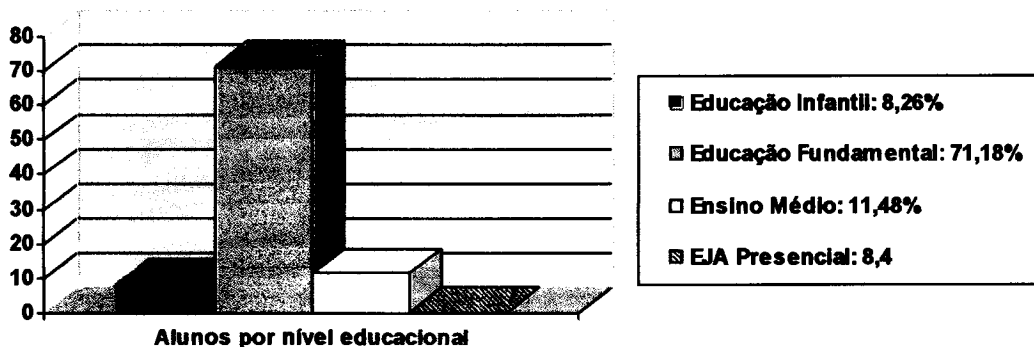 80
70
60
50
40
30
20
10
0
Alunos por nível educacional
Educação Infantil: 8,26%
Educação Fundamental: 71,18%
Ensino Médio: 11,48%
EJA Presencial: 8,4